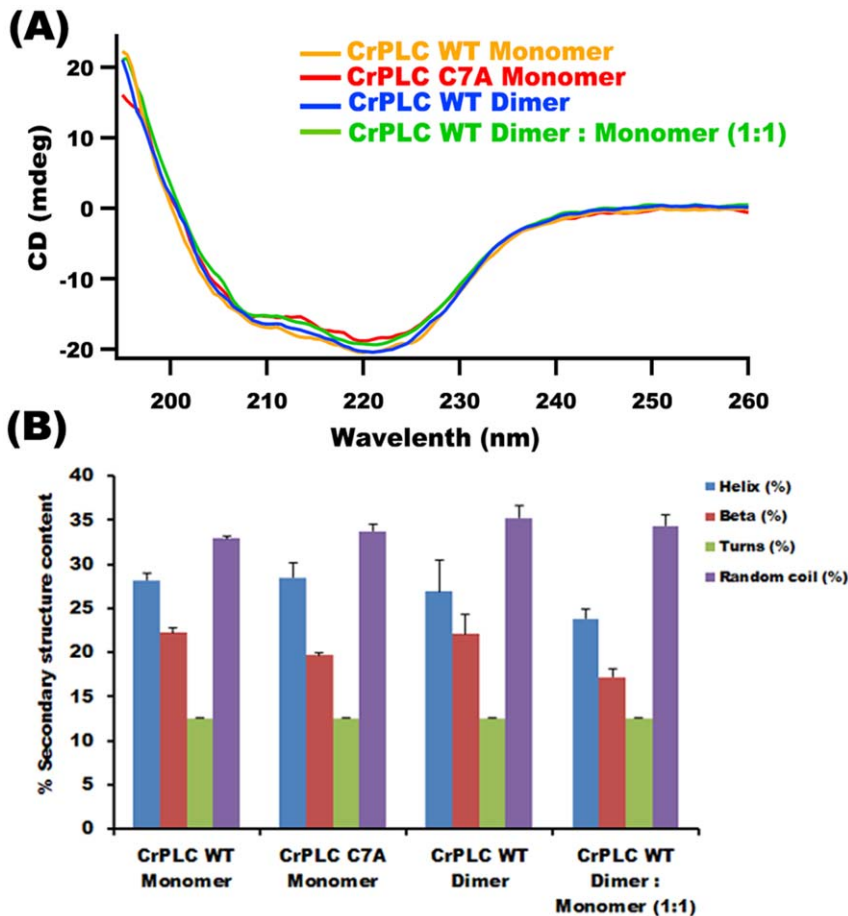 (A)
CrPLC WT Monomer
CrPLC C7A Monomer
CrPLC WT Dimer
CrPLC WT Dimer : Monomer (1:1)
CD (mdeg)
20
10
0
-10
-20
200 210 220 230 240 250 260
Wavelenth (nm)
(B)
% Secondary structure content
40
35
30
25
20
15
10
5
0
Helix (%)
Beta (%)
Turns (%)
Random coil (%)
CrPLC WT
Monomer
CrPLC C7A
Monomer
CrPLC WT
Dimer
CrPLC WT
Dimer :
Monomer (1:1)